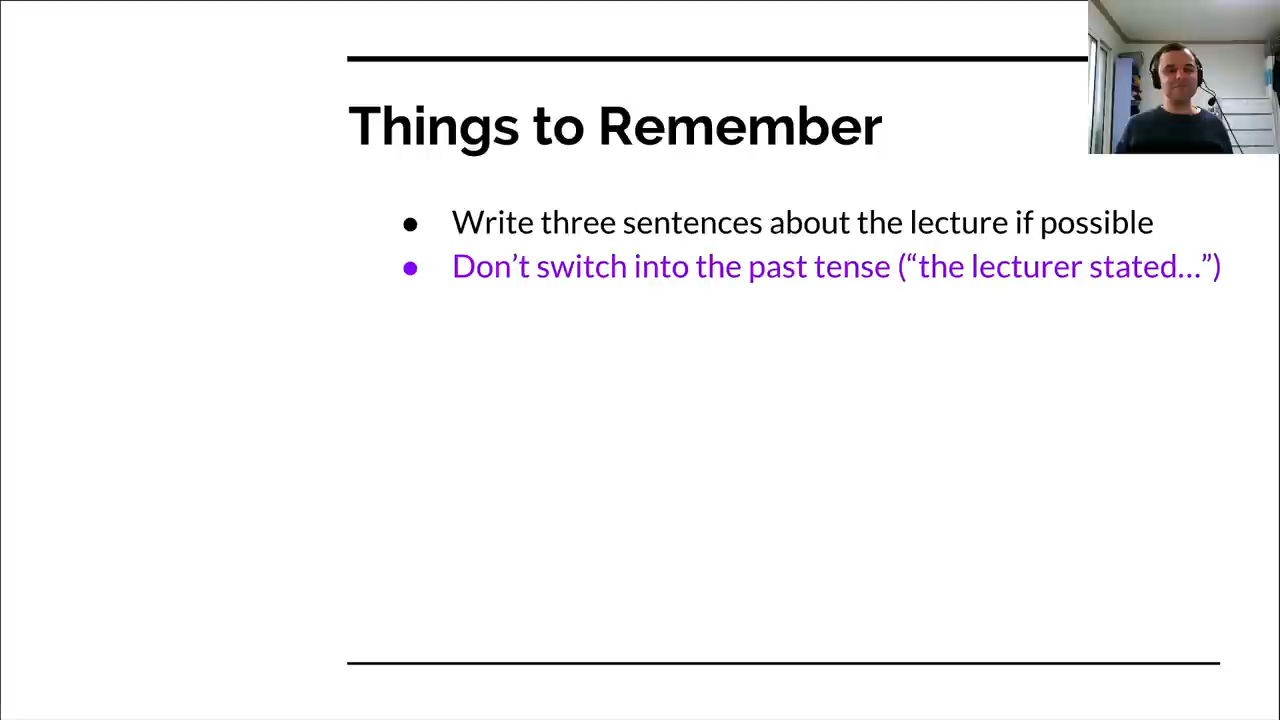 Things to Remember
● Write three sentences about the lecture if possible
● Don’t switch into the past tense (“the lecturer stated…”)